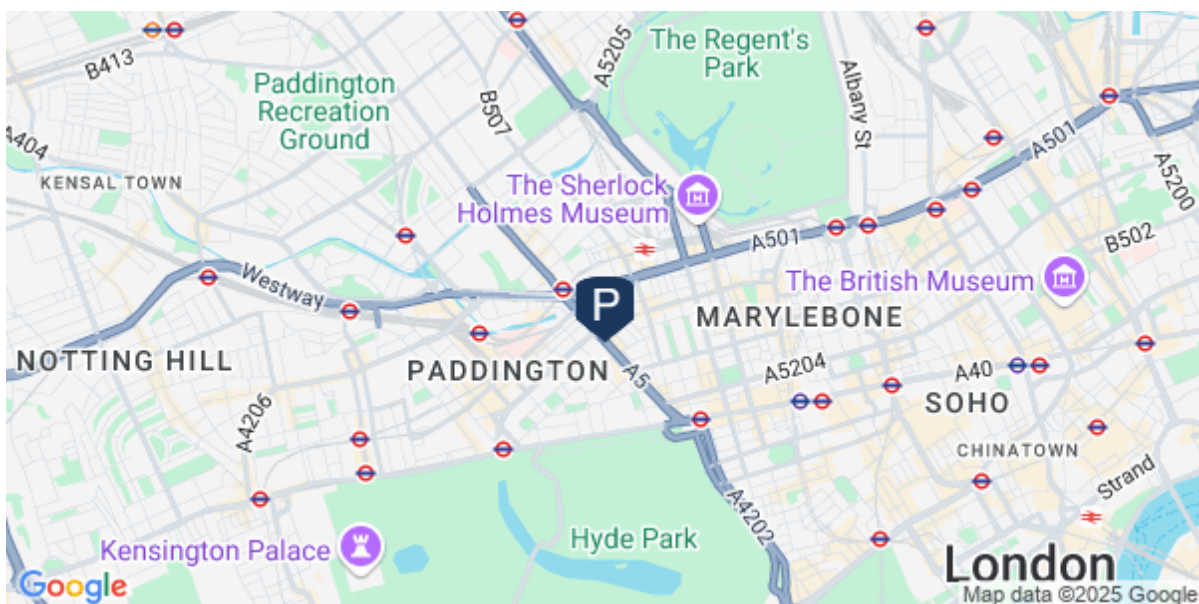 The Regent's
Park
A5205
B413
Paddington
Recreation
Ground
B507
Albany St
A501
A404
KENSAL TOWN
A5200
The Sherlock
Holmes Museum
A501
B502
Westway
The British Museum
P
MARYLEBONE
NOTTING HILL
PADDINGTON
A5
A5204
A40
SOHO
A4206
CHINATOWN
Strand
A4202
Hyde Park
Kensington Palace
London
Google
Map data ©2025 Google